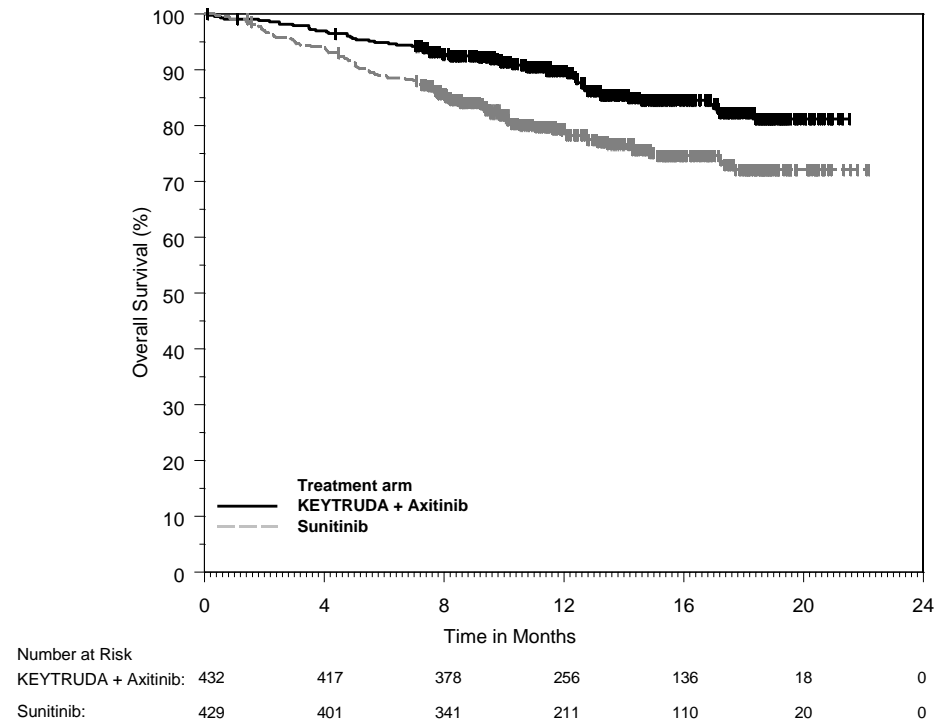 100
90
80
70
60
50
40
30
20
10
0
Overall Survival (%)
Treatment arm
KEYTRUDA + Axitinib
Sunitinib
0 4 8 12 16 20 24
Time in Months
Number at Risk
KEYTRUDA + Axitinib: 432 417 378 256 136 18 0
Sunitinib: 429 401 341 211 110 20 0